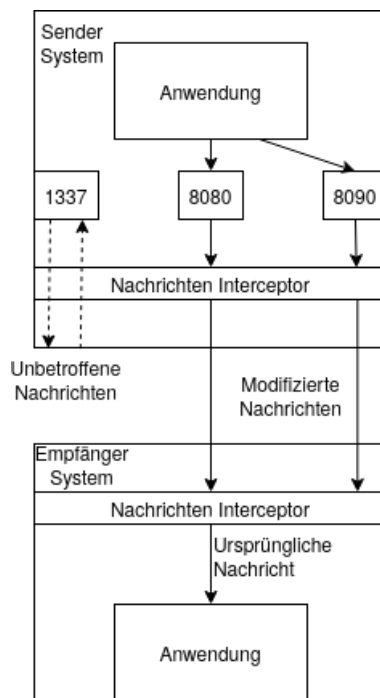 Sender
System
Anwendung
1337
8080
8090
Nachrichten Interceptor
Unbetroffene
Nachrichten
Modifizierte
Nachrichten
Empfänger
System
Nachrichten Interceptor
Ursprüngliche
Nachricht
Anwendung